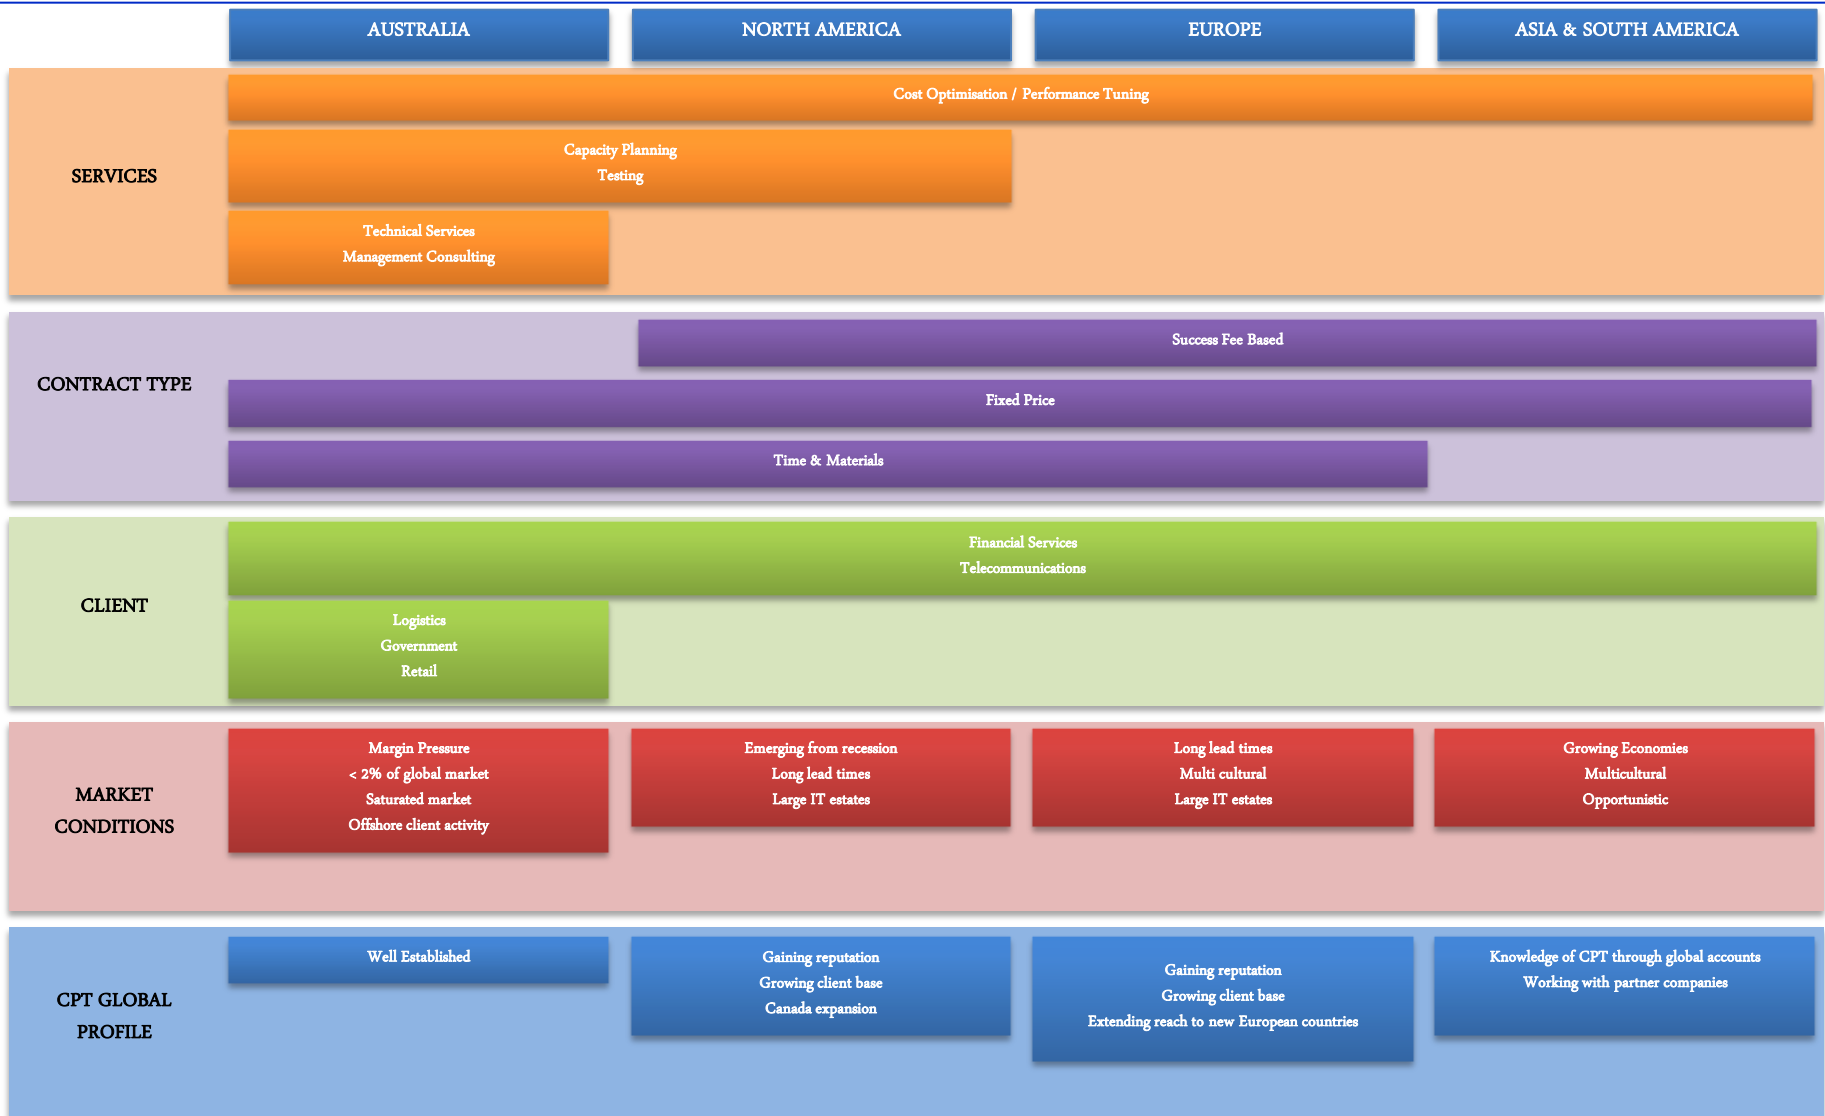 AUSTRALIA
NORTH AMERICA
EUROPE
ASIA & SOUTH AMERICA
SERVICES
Cost Optimisation / Performance Tuning
Capacity Planning
Testing
Technical Services
Management Consulting
CONTRACT TYPE
Success Fee Based
Fixed Price
Time & Materials
CLIENT
Financial Services
Telecommunications
Logistics
Government
Retail
MARKET
CONDITIONS
Margin Pressure
< 2% of global market
Saturated market
Offshore client activity
Emerging from recession
Long lead times
Large IT estates
Long lead times
Multi cultural
Large IT estates
Growing Economies
Multicultural
Opportunistic
CPT GLOBAL
PROFILE
Well Established
Gaining reputation
Growing client base
Canada expansion
Gaining reputation
Growing client base
Extending reach to new European countries
Knowledge of CPT through global accounts
Working with partner companies